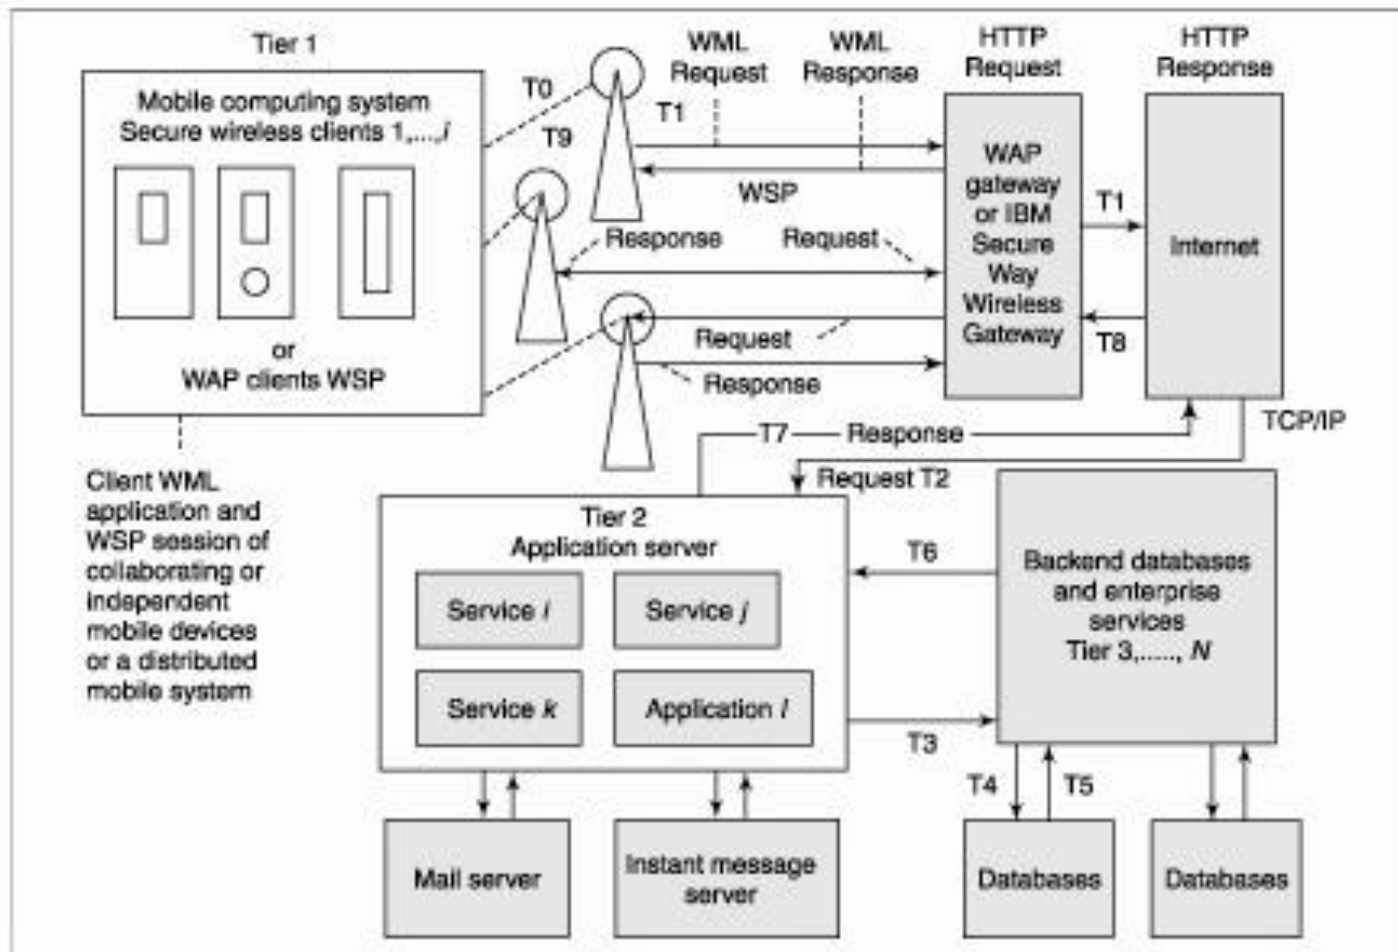 Tier 1
Mobile computing system
Secure wireless clients 1,...,i
or
WAP clients WSP
Client WML
application and
WSP session of
collaborating or
independent
mobile devices
or a distributed
mobile system
T0
T9
T1
WML
Request
WML
Response
WSP
Response
Request
Request
Response
HTTP
Request
WAP
gateway
or IBM
Secure
Way
Wireless
Gateway
T1
T8
HTTP
Response
Internet
TCP/IP
T7
Response
Request T2
Tier 2
Application server
Service i
Service j
Service k
Application l
T6
T3
Backend databases
and enterprise
services
Tier 3,....., N
T4
T5
Mail server
Instant message
server
Databases
Databases